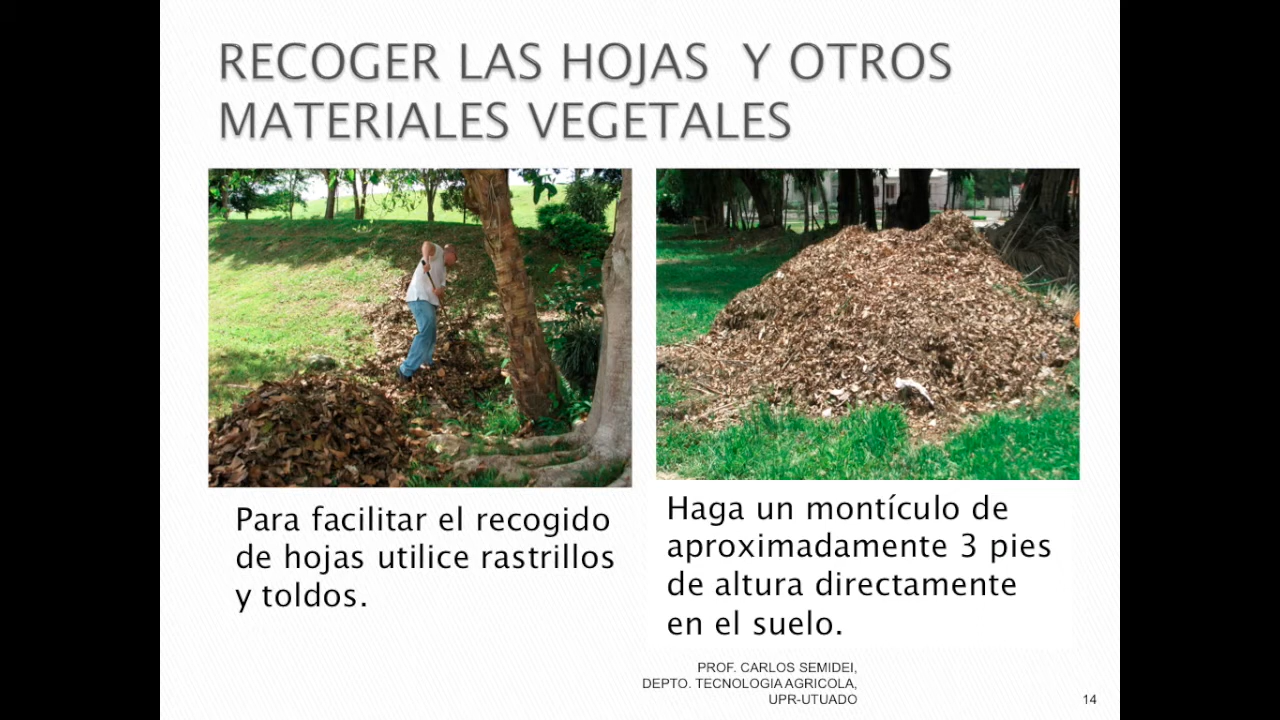 RECOGER LAS HOJAS Y OTROS
MATERIALES VEGETALES
Para facilitar el recogido
de hojas utilice rastrillos
y toldos.
Haga un montículo de
aproximadamente 3 pies
de altura directamente
en el suelo.
PROF. CARLOS SEMIDEI,
DEPTO. TECNOLOGIA AGRICOLA,
UPR-UTUADO
14